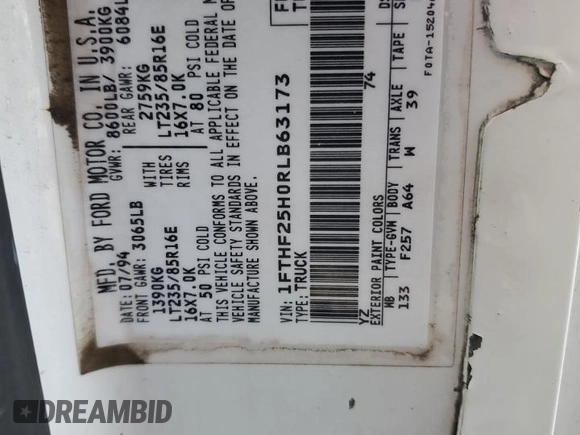 MFD. BY FORD MOTOR CO. IN U.S.A.
DATE: 07/94 GVWR: 8600LB/ 3900KG
FRONT GAWR: 3065LB REAR GAWR: 6084L
1390KG WITH 2759KG
LT235/85R16E TIRES LT235/85R16E
16X7.0K RIMS 16X7.0K
AT 50 PSI COLD AT 80 PSI COLD
THIS VEHICLE CONFORMS TO ALL APPLICABLE FEDERAL M
VEHICLE SAFETY STANDARDS IN EFFECT ON THE DATE OF
MANUFACTURE SHOWN ABOVE.
VIN: 1FTHF25H0RLB63173
TYPE: TRUCK
74
EXTERIOR PAINT COLORS
YZ
WB TYPE-GVM BODY TRANS AXLE TAPE
133 F257 A64 W 39
F0TA-15204
DREAMBID